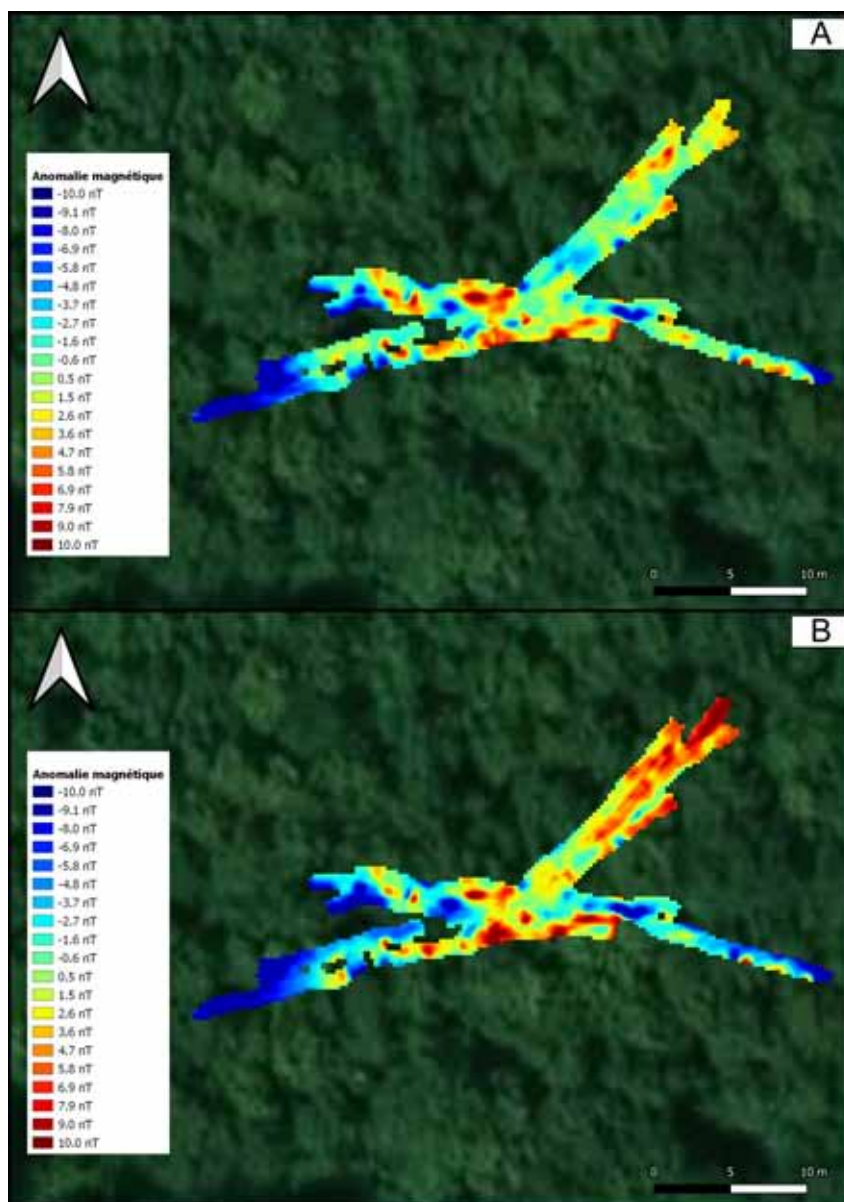 A
Anomalie magnétique
-10.0 nT
-9.1 nT
-8.0 nT
-6.9 nT
-5.8 nT
-4.8 nT
-3.7 nT
-2.7 nT
-1.6 nT
-0.6 nT
0.5 nT
1.5 nT
2.6 nT
3.6 nT
4.7 nT
5.8 nT
6.9 nT
7.9 nT
9.0 nT
10.0 nT
0 5 10 m
B
Anomalie magnétique
-10.0 nT
-9.1 nT
-8.0 nT
-6.9 nT
-5.8 nT
-4.8 nT
-3.7 nT
-2.7 nT
-1.6 nT
-0.6 nT
0.5 nT
1.5 nT
2.6 nT
3.6 nT
4.7 nT
5.8 nT
6.9 nT
7.9 nT
9.0 nT
10.0 nT
0 5 10 m